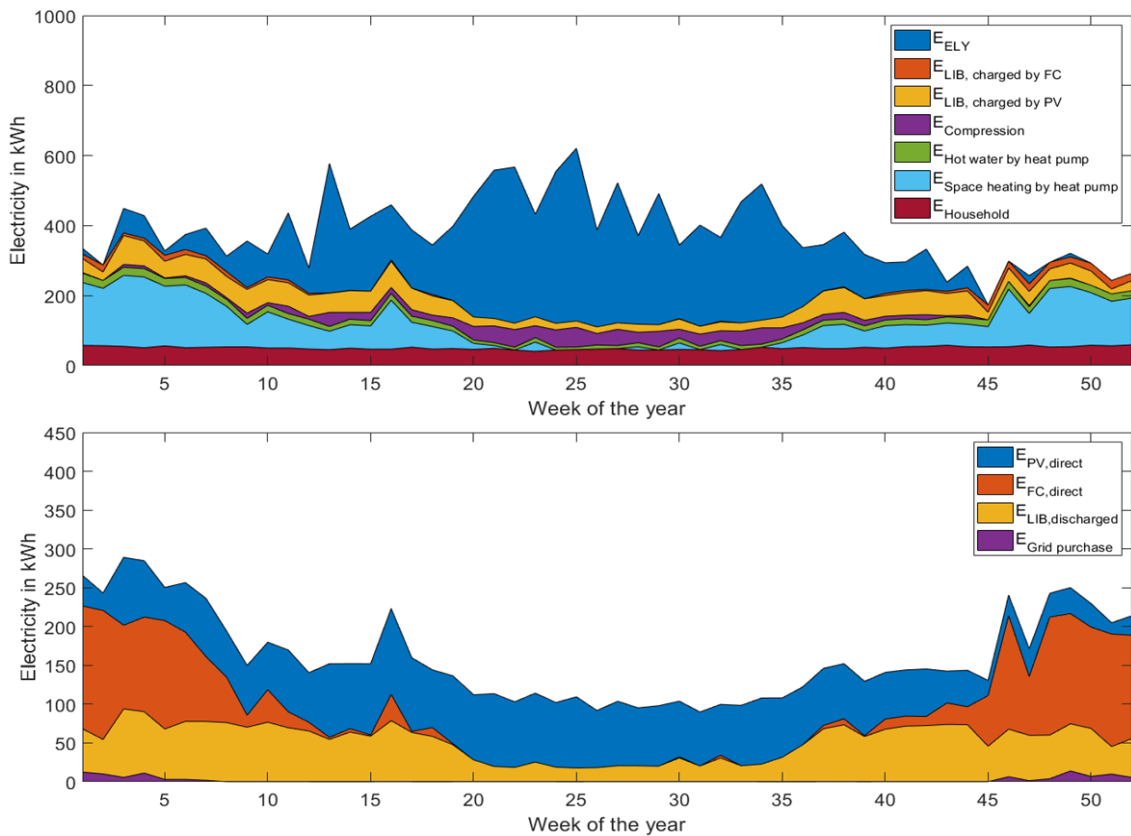 1000
800
600
400
200
0
Electricity in kWh
5 10 15 20 25 30 35 40 45 50
Week of the year
E_ELY
E_LIB, charged by FC
E_LIB, charged by PV
E_Compression
E_Hot water by heat pump
E_Space heating by heat pump
E_Household
450
400
350
300
250
200
150
100
50
0
Electricity in kWh
5 10 15 20 25 30 35 40 45 50
Week of the year
E_PV,direct
E_FC,direct
E_LIB,discharged
E_Grid purchase